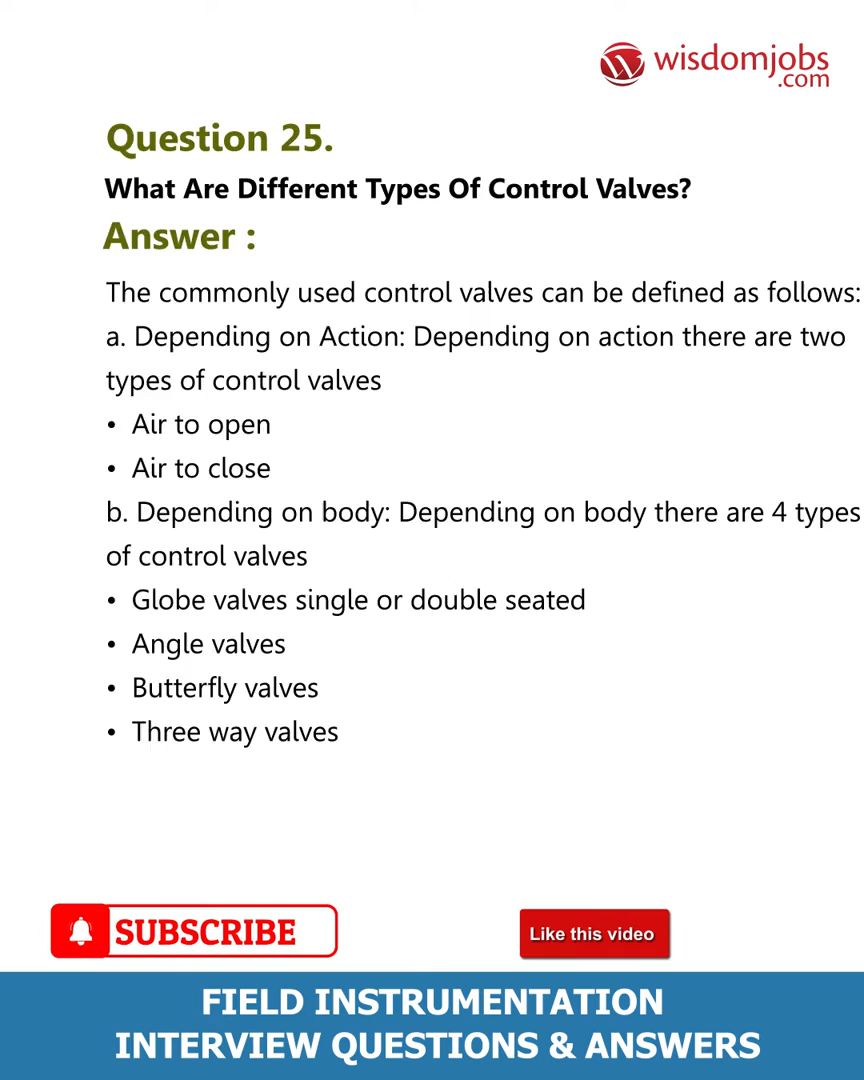 wisdomjobs
.com
Question 25.
What Are Different Types Of Control Valves?
Answer :
The commonly used control valves can be defined as follows:
a. Depending on Action: Depending on action there are two
types of control valves
• Air to open
• Air to close
b. Depending on body: Depending on body there are 4 types
of control valves
• Globe valves single or double seated
• Angle valves
• Butterfly valves
• Three way valves
SUBSCRIBE
Like this video
FIELD INSTRUMENTATION
INTERVIEW QUESTIONS & ANSWERS